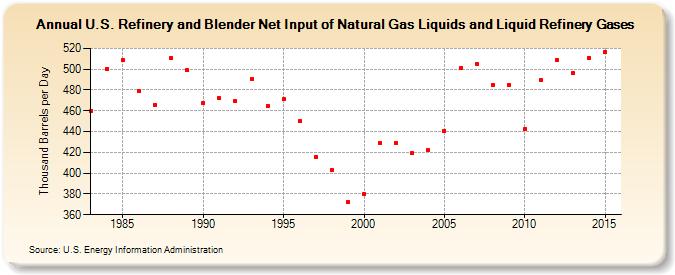 Annual U.S. Refinery and Blender Net Input of Natural Gas Liquids and Liquid Refinery Gases
Thousand Barrels per Day
520
500
480
460
440
420
400
380
360
1985 1990 1995 2000 2005 2010 2015
Source: U.S. Energy Information Administration